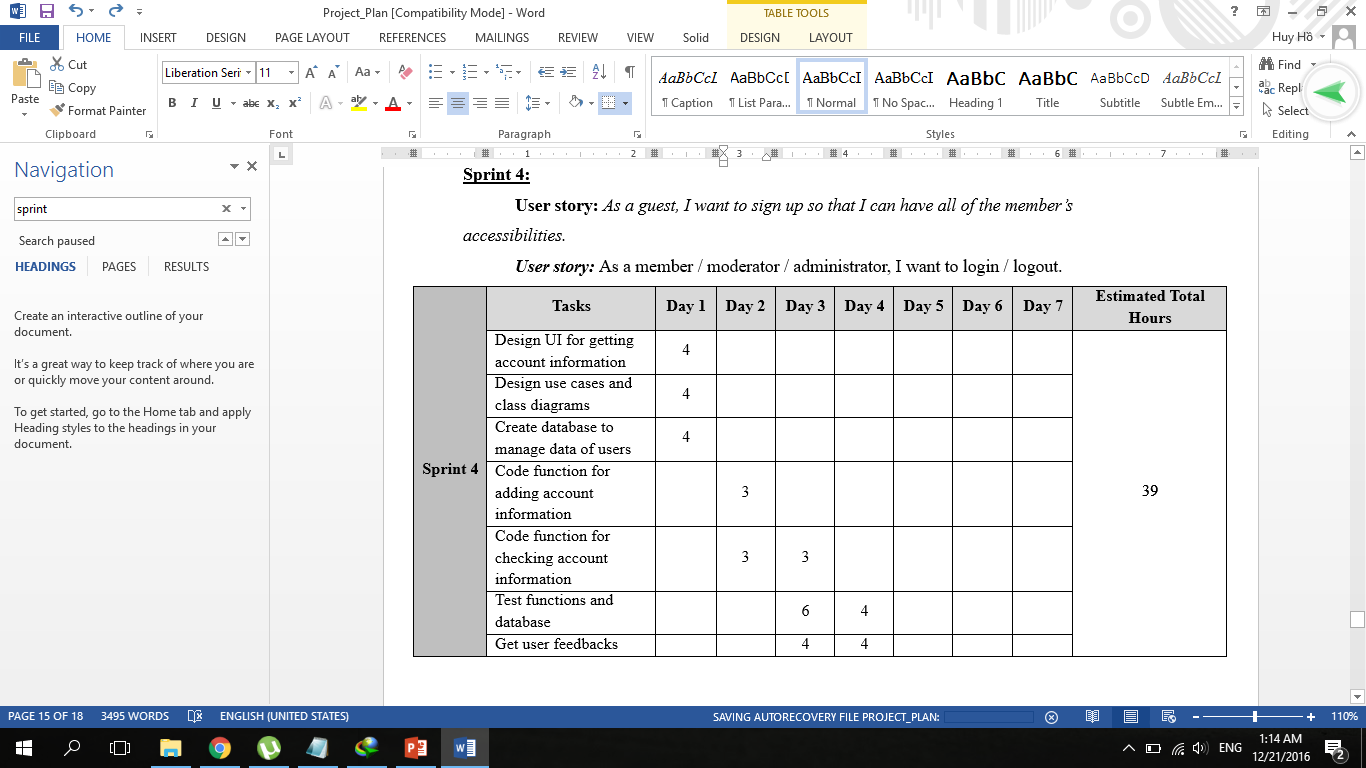 Project_Plan [Compatibility Mode] - Word
TABLE TOOLS
?
FILE HOME INSERT DESIGN PAGE LAYOUT REFERENCES MAILINGS REVIEW VIEW Solid DESIGN LAYOUT Huy Hồ
Paste
Cut
Copy
Format Painter
Clipboard
Liberation Seri 11
B I U abc x₂ x²
Font
Paragraph
AaBbCcI AaBbCcI AaBbCcI AaBbCcI AaBbC AaBbC AaBbCcD AaBbCcI
¶ Caption ¶ List Para... ¶ Normal ¶ No Spac... Heading 1 Title Subtitle Subtle Em...
Styles
Find
Repl
Select
Editing
Navigation
sprint
Search paused
HEADINGS PAGES RESULTS
Create an interactive outline of your
document.
It's a great way to keep track of where you are
or quickly move your content around.
To get started, go to the Home tab and apply
Heading styles to the headings in your
document.
1 2 3 4 6 7
Sprint 4:
User story: As a guest, I want to sign up so that I can have all of the member's
accessibilities.
User story: As a member / moderator / administrator, I want to login / logout.
Tasks Day 1 Day 2 Day 3 Day 4 Day 5 Day 6 Day 7 Estimated Total
Hours
Sprint 4
Design UI for getting
account information
4
Design use cases and
class diagrams
4
Create database to
manage data of users
4
Code function for
adding account
information
3
Code function for
checking account
information
3 3
Test functions and
database
6 4
Get user feedbacks 4 4
39
PAGE 15 OF 18 3495 WORDS ENGLISH (UNITED STATES) SAVING AUTORECOVERY FILE PROJECT_PLAN: 110%
ENG
1:14 AM
12/21/2016
2